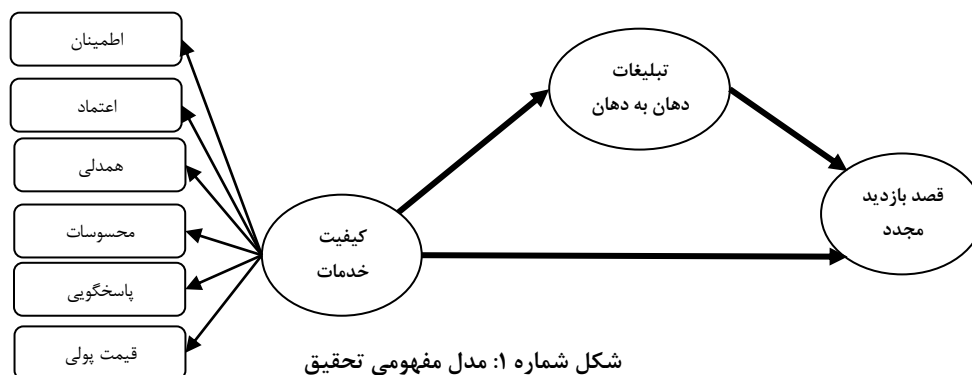 اطمینان
اعتماد
همدلی
محسوسات
پاسخگویی
قیمت پولی
کیفیت
خدمات
تبلیغات
دهان به دهان
قصد بازدید
مجدد
شکل شماره ۱: مدل مفهومی تحقیق